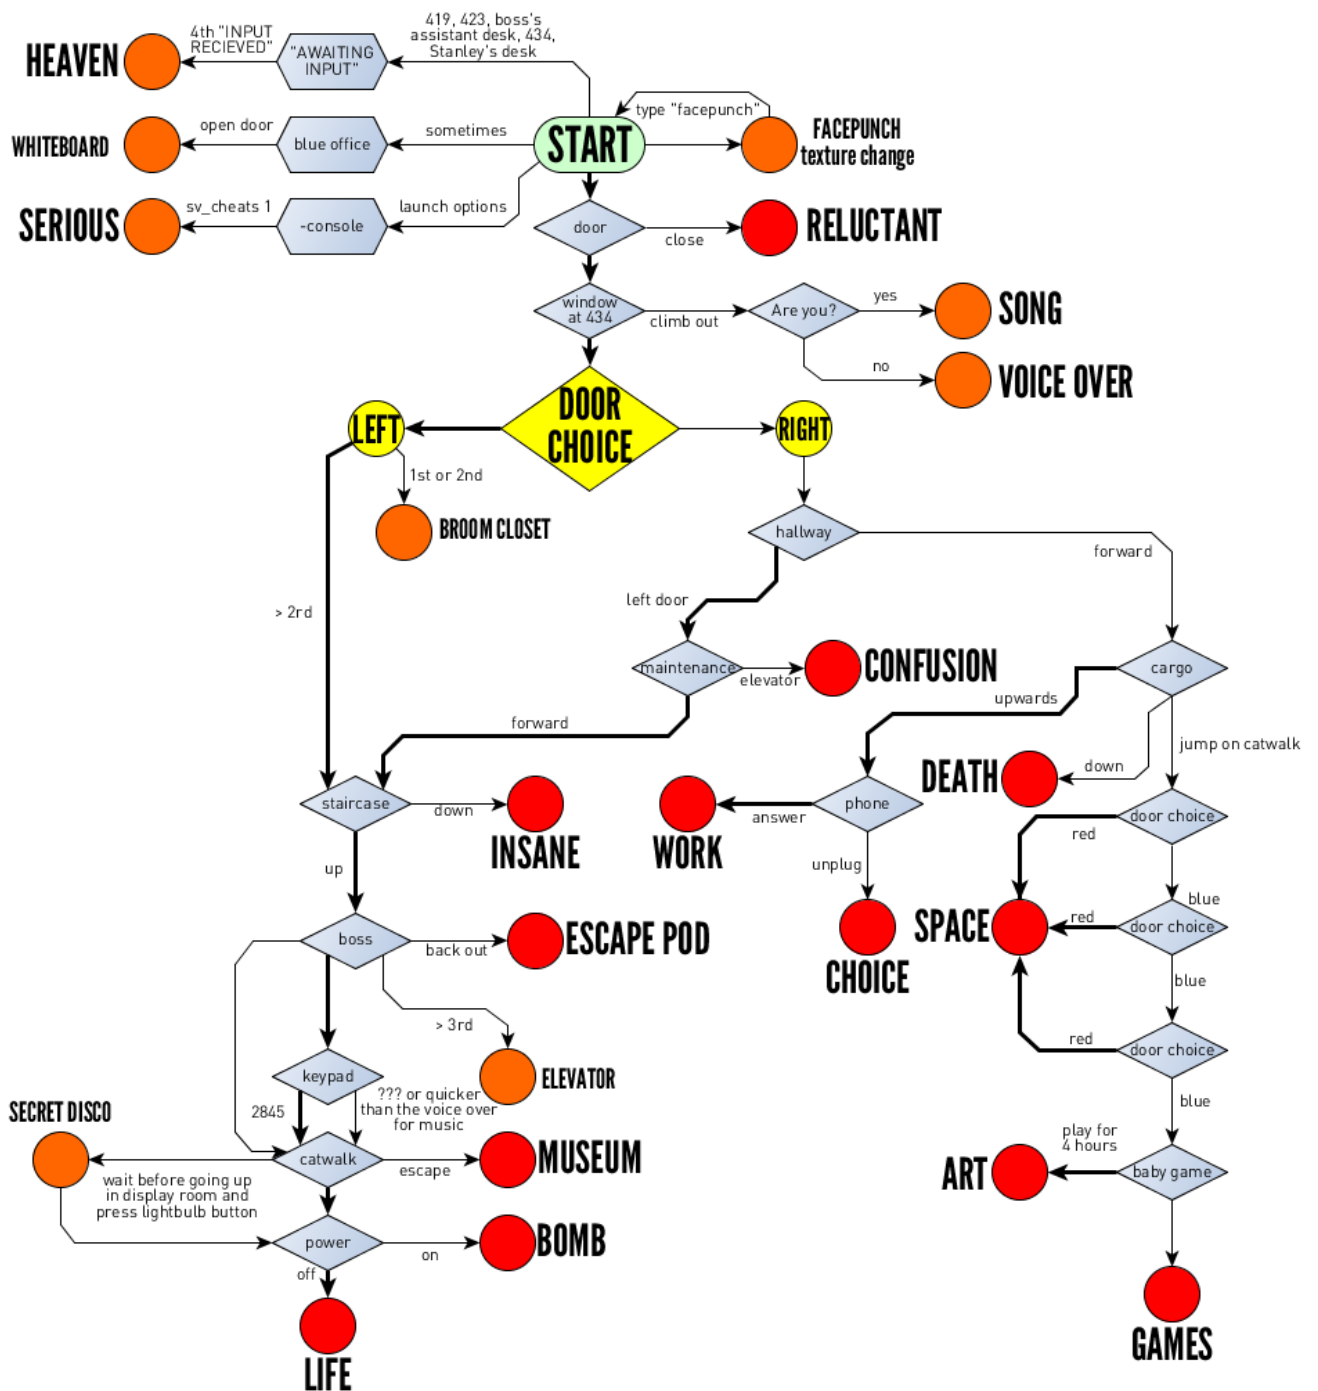 419, 423, boss's
assistant desk, 434,
Stanley's desk
4th "INPUT
RECIEVED"
HEAVEN
"AWAITING
INPUT"
type "facepunch"
WHITEBOARD
open door
blue office
sometimes
START
FACEPUNCH
texture change
SERIOUS
sv_cheats 1
-console
launch options
door
close
RELUCTANT
window
at 434
climb out
Are you?
yes
SONG
no
VOICE OVER
LEFT
DOOR
CHOICE
RIGHT
1st or 2nd
BROOM CLOSET
hallway
forward
left door
> 2rd
maintenance
elevator
CONFUSION
cargo
upwards
forward
jump on catwalk
DEATH
down
staircase
down
INSANE
WORK
answer
phone
door choice
red
up
unplug
blue
boss
back out
ESCAPE POD
CHOICE
SPACE
red
door choice
blue
> 3rd
red
door choice
keypad
ELEVATOR
2845
??? or quicker
than the voice over
for music
blue
SECRET DISCO
play for
4 hours
catwalk
escape
MUSEUM
ART
baby game
wait before going up
in display room and
press lightbulb button
power
on
BOMB
off
LIFE
GAMES